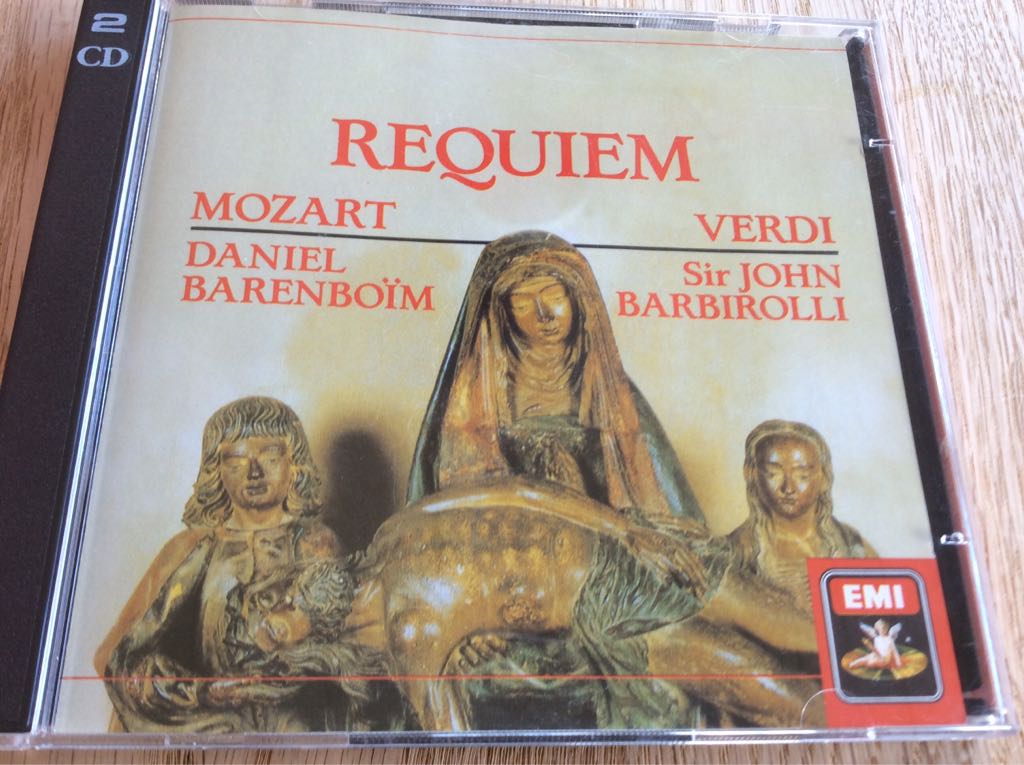 2
CD
REQUIEM
MOZART
DANIEL
BARENBOÏM
VERDI
Sir JOHN
BARBIROLLI
EMI